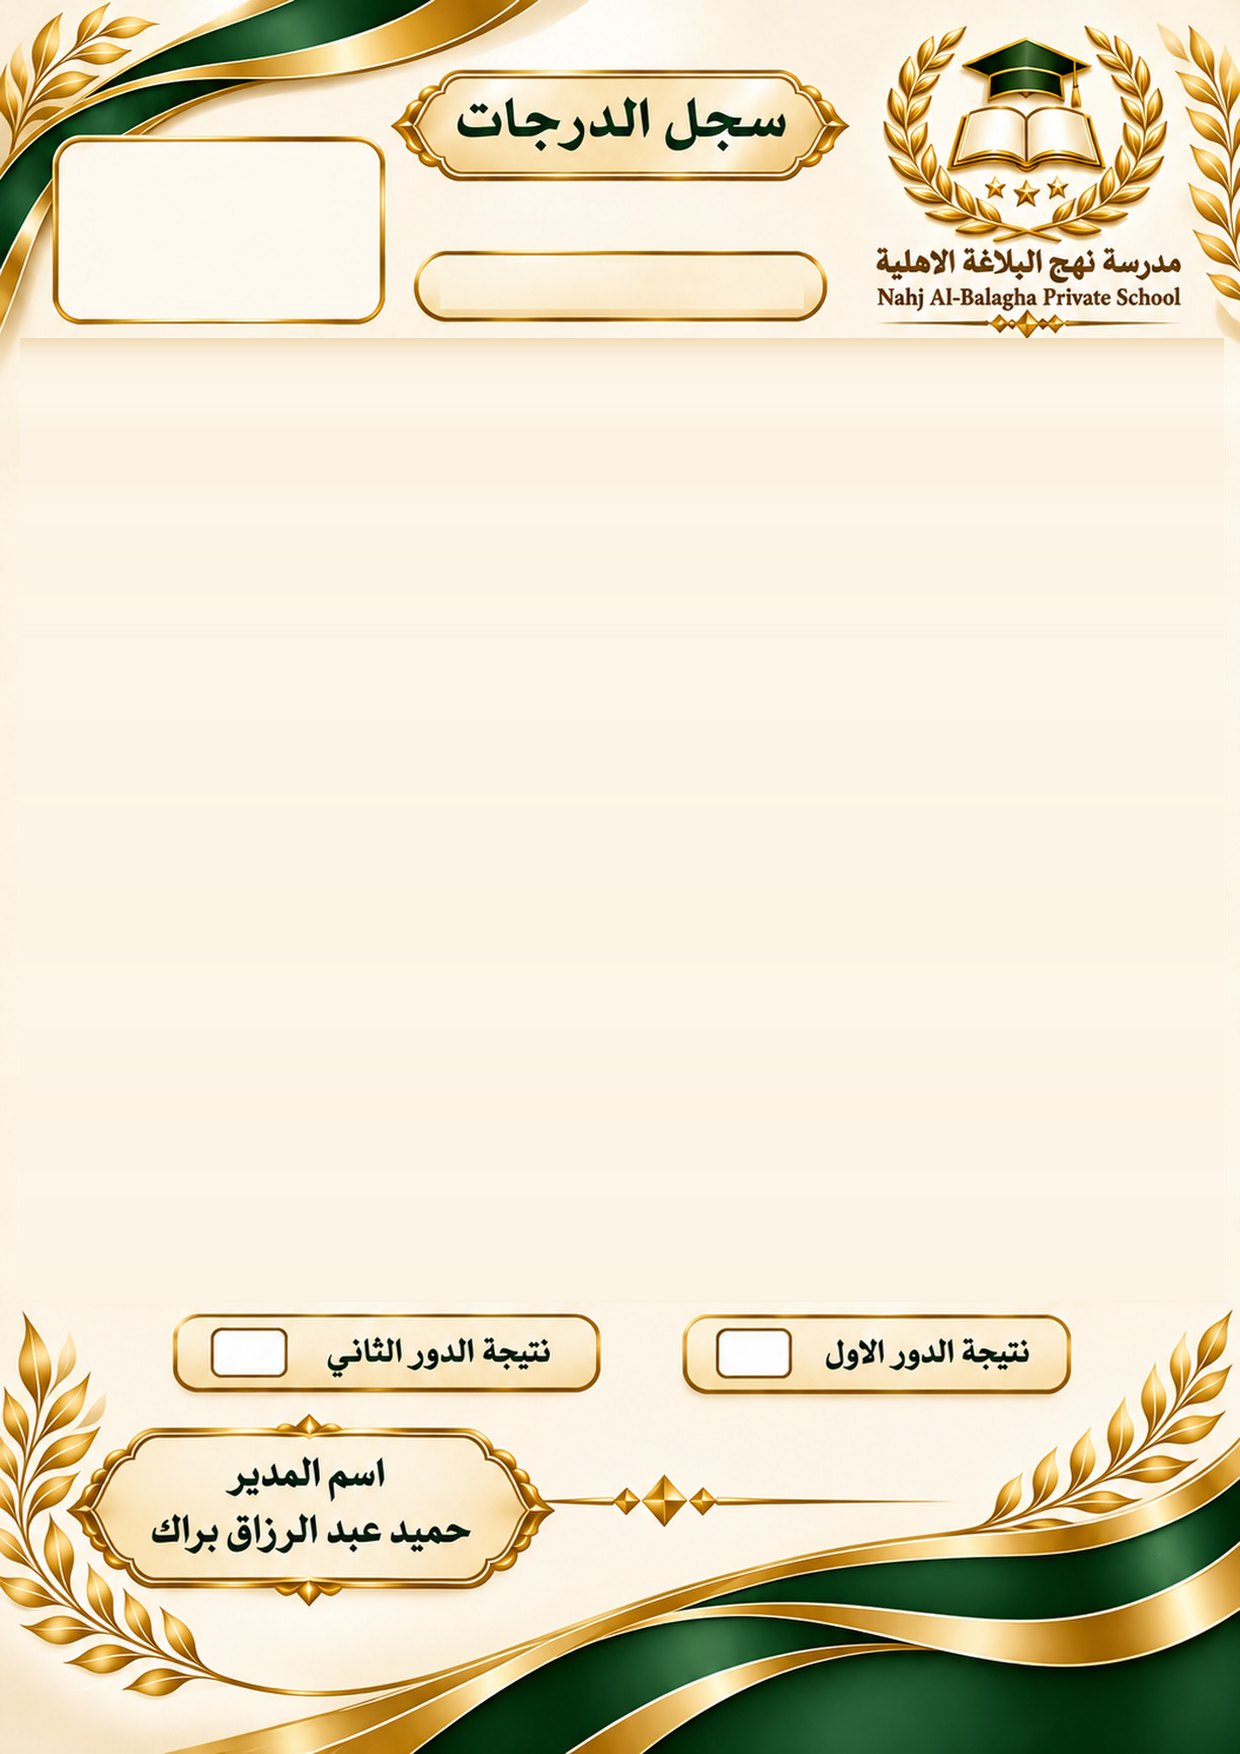 سجل الدرجات
مدرسة نهج البلاغة الاهلية
Nahj Al-Balagha Private School
نتيجة الدور الاول
نتيجة الدور الثاني
اسم المدير
حميد عبد الرزاق براك